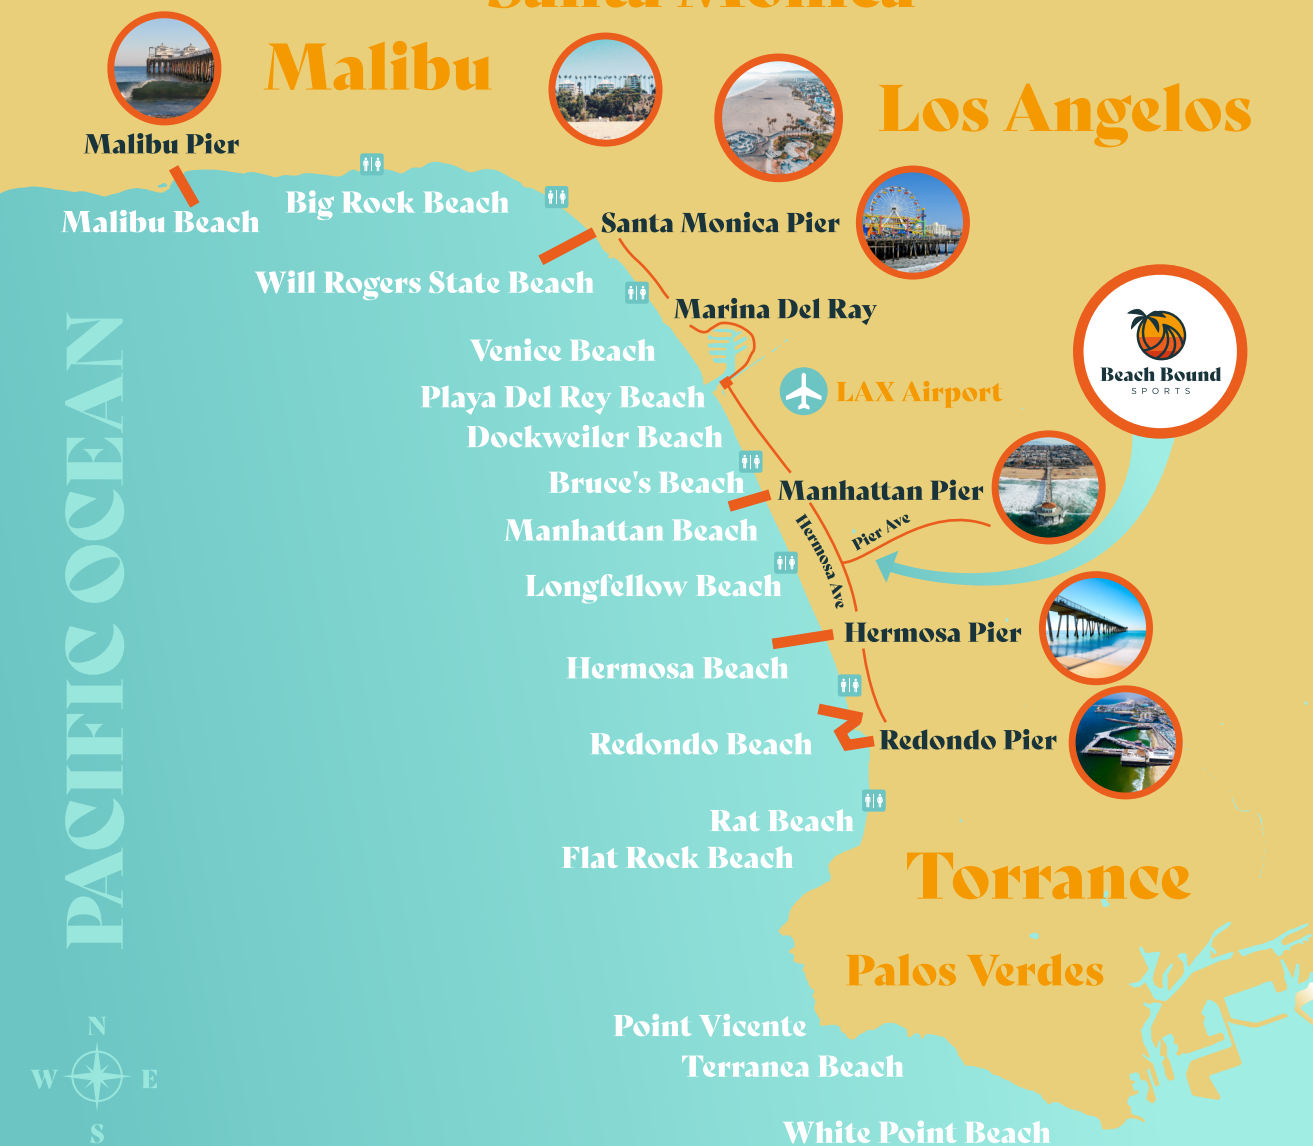 Santa Monica
Malibu
Los Angelos
Malibu Pier
Malibu Beach
Big Rock Beach
Santa Monica Pier
Will Rogers State Beach
Marina Del Ray
Venice Beach
Beach Bound
SPORTS
LAX Airport
Playa Del Rey Beach
Dockweiler Beach
Bruce's Beach
Manhattan Pier
Manhattan Beach
Hermosa Ave
Pier Ave
Longfellow Beach
Hermosa Pier
Hermosa Beach
Redondo Pier
Redondo Beach
Rat Beach
Flat Rock Beach
Torrance
Palos Verdes
PACIFIC OCEAN
Point Vicente
Terranea Beach
White Point Beach
N
W
E
S